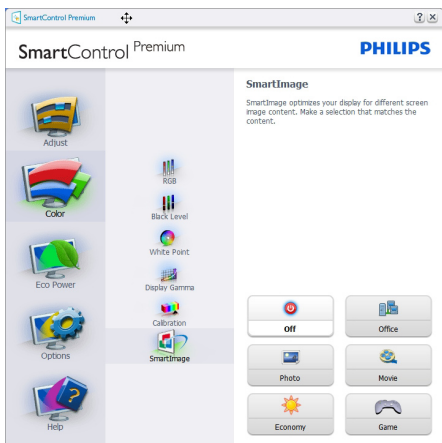 SmartControl Premium
SmartControl Premium
PHILIPS
Adjust
Color
Eco Power
Options
Help
RGB
Black Level
White Point
Display Gamma
Calibration
SmartImage
SmartImage
SmartImage optimizes your display for different screen
image content. Make a selection that matches the
content.
Off
Office
Photo
Movie
Economy
Game